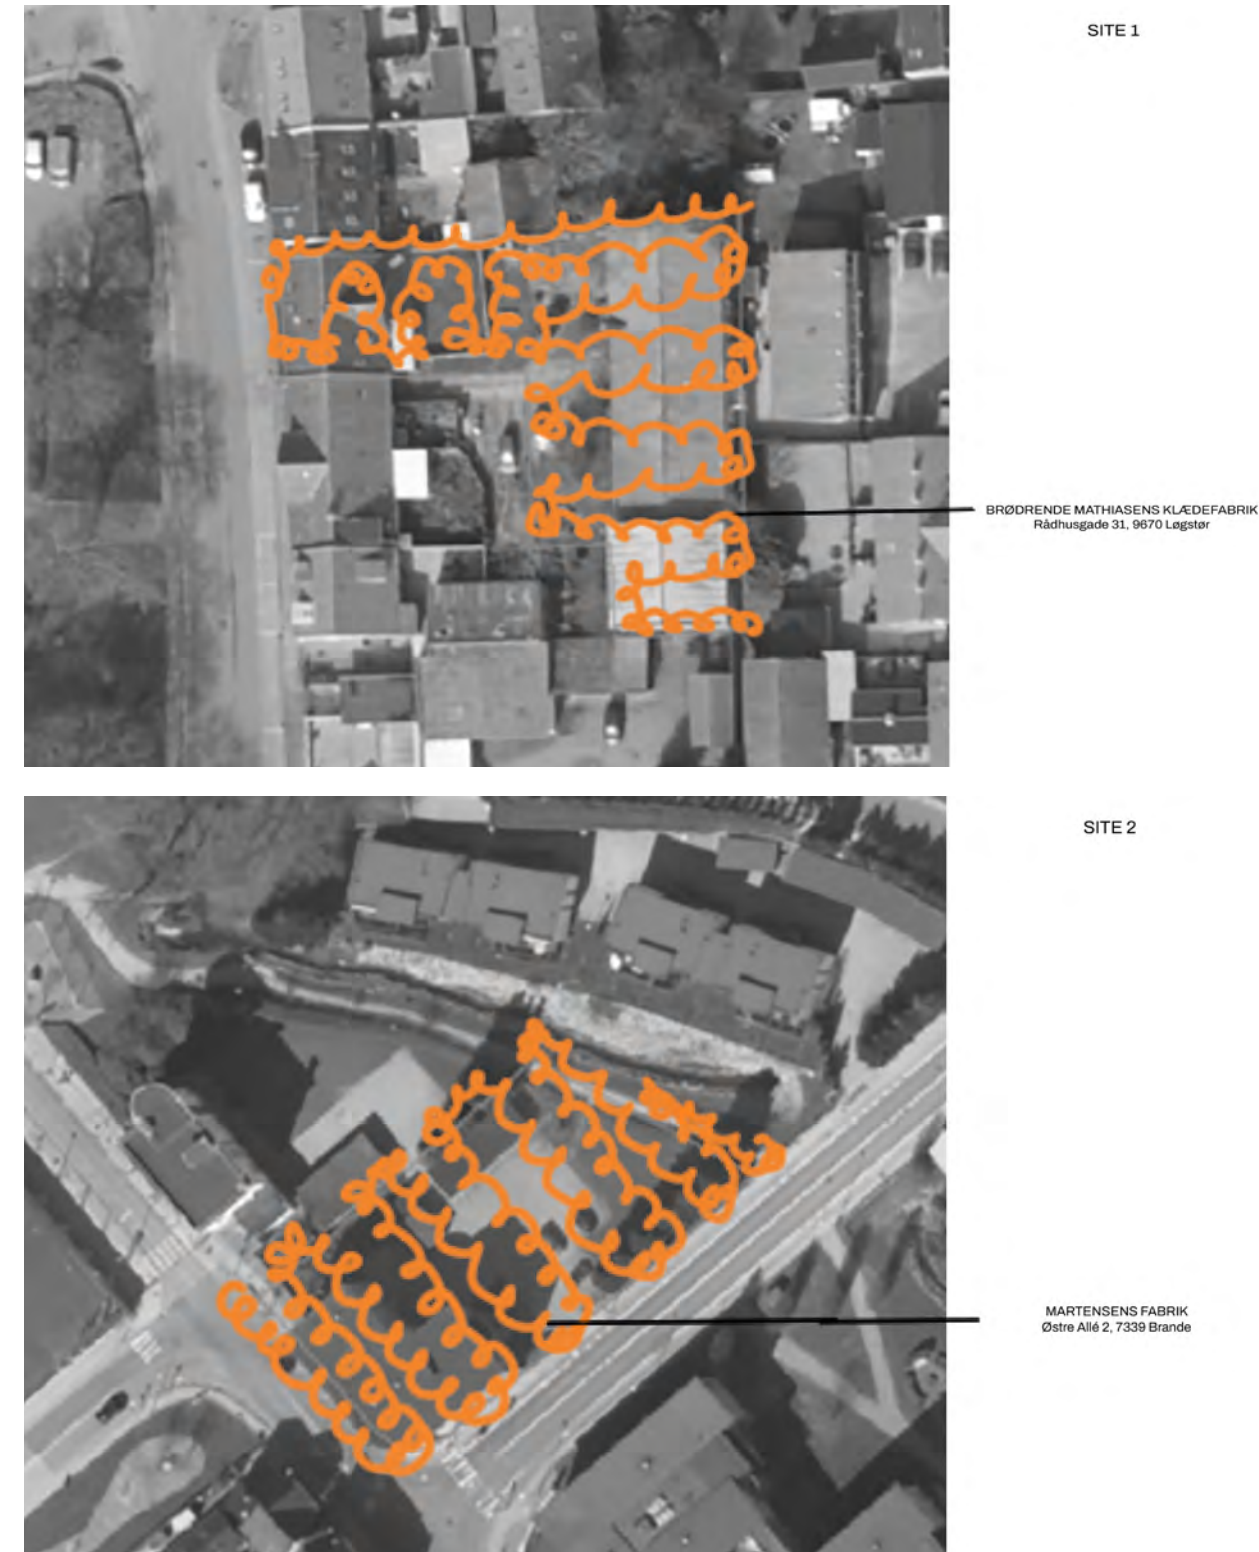 SITE 1
BRØDRENDE MATHIASENS KLÆDEFABRIK
Rådhusgade 31, 9670 Løgstør
SITE 2
MARTENSENS FABRIK
Østre Allé 2, 7339 Brande